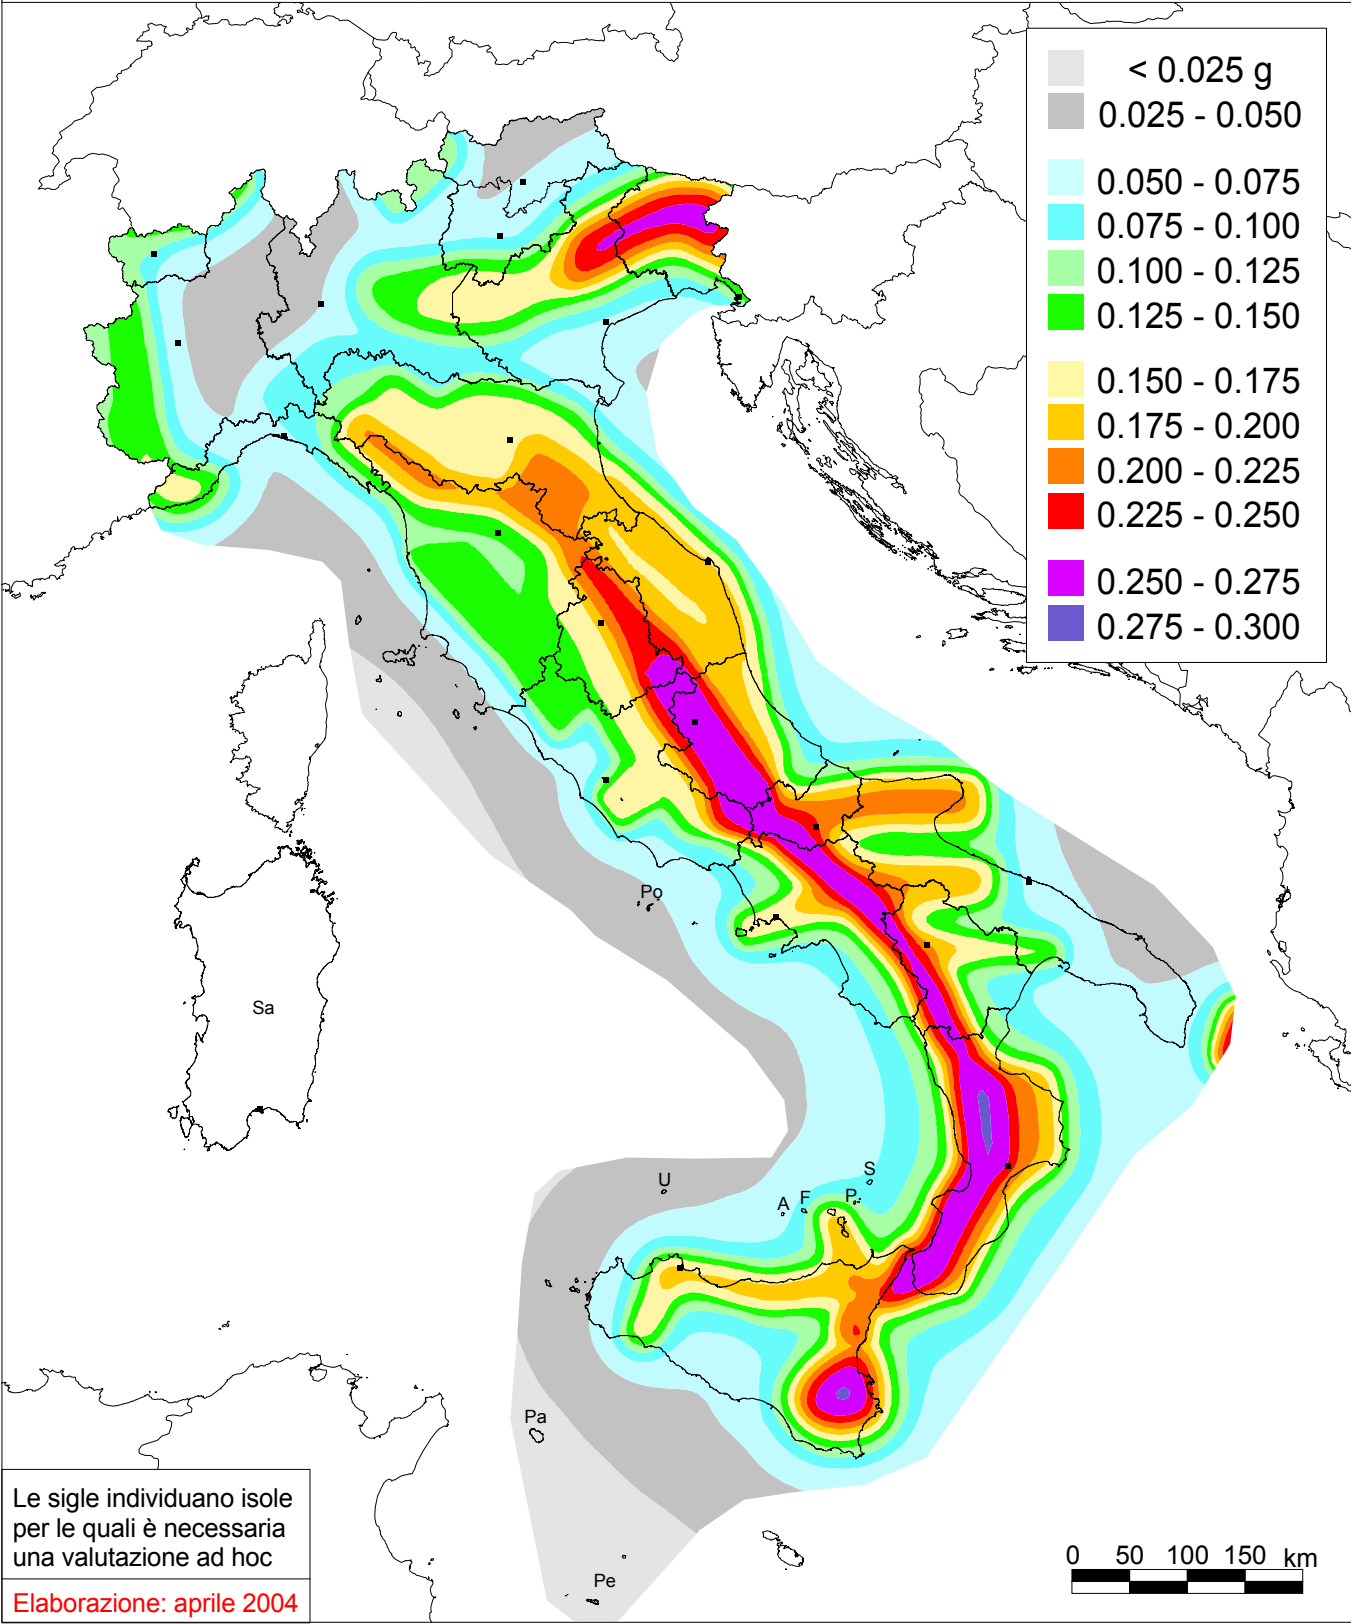 < 0.025 g
0.025 - 0.050
0.050 - 0.075
0.075 - 0.100
0.100 - 0.125
0.125 - 0.150
0.150 - 0.175
0.175 - 0.200
0.200 - 0.225
0.225 - 0.250
0.250 - 0.275
0.275 - 0.300
Po
Sa
U
A
F
P
S
Pa
Pe
Le sigle individuano isole
per le quali è necessaria
una valutazione ad hoc
Elaborazione: aprile 2004
0 50 100 150 km